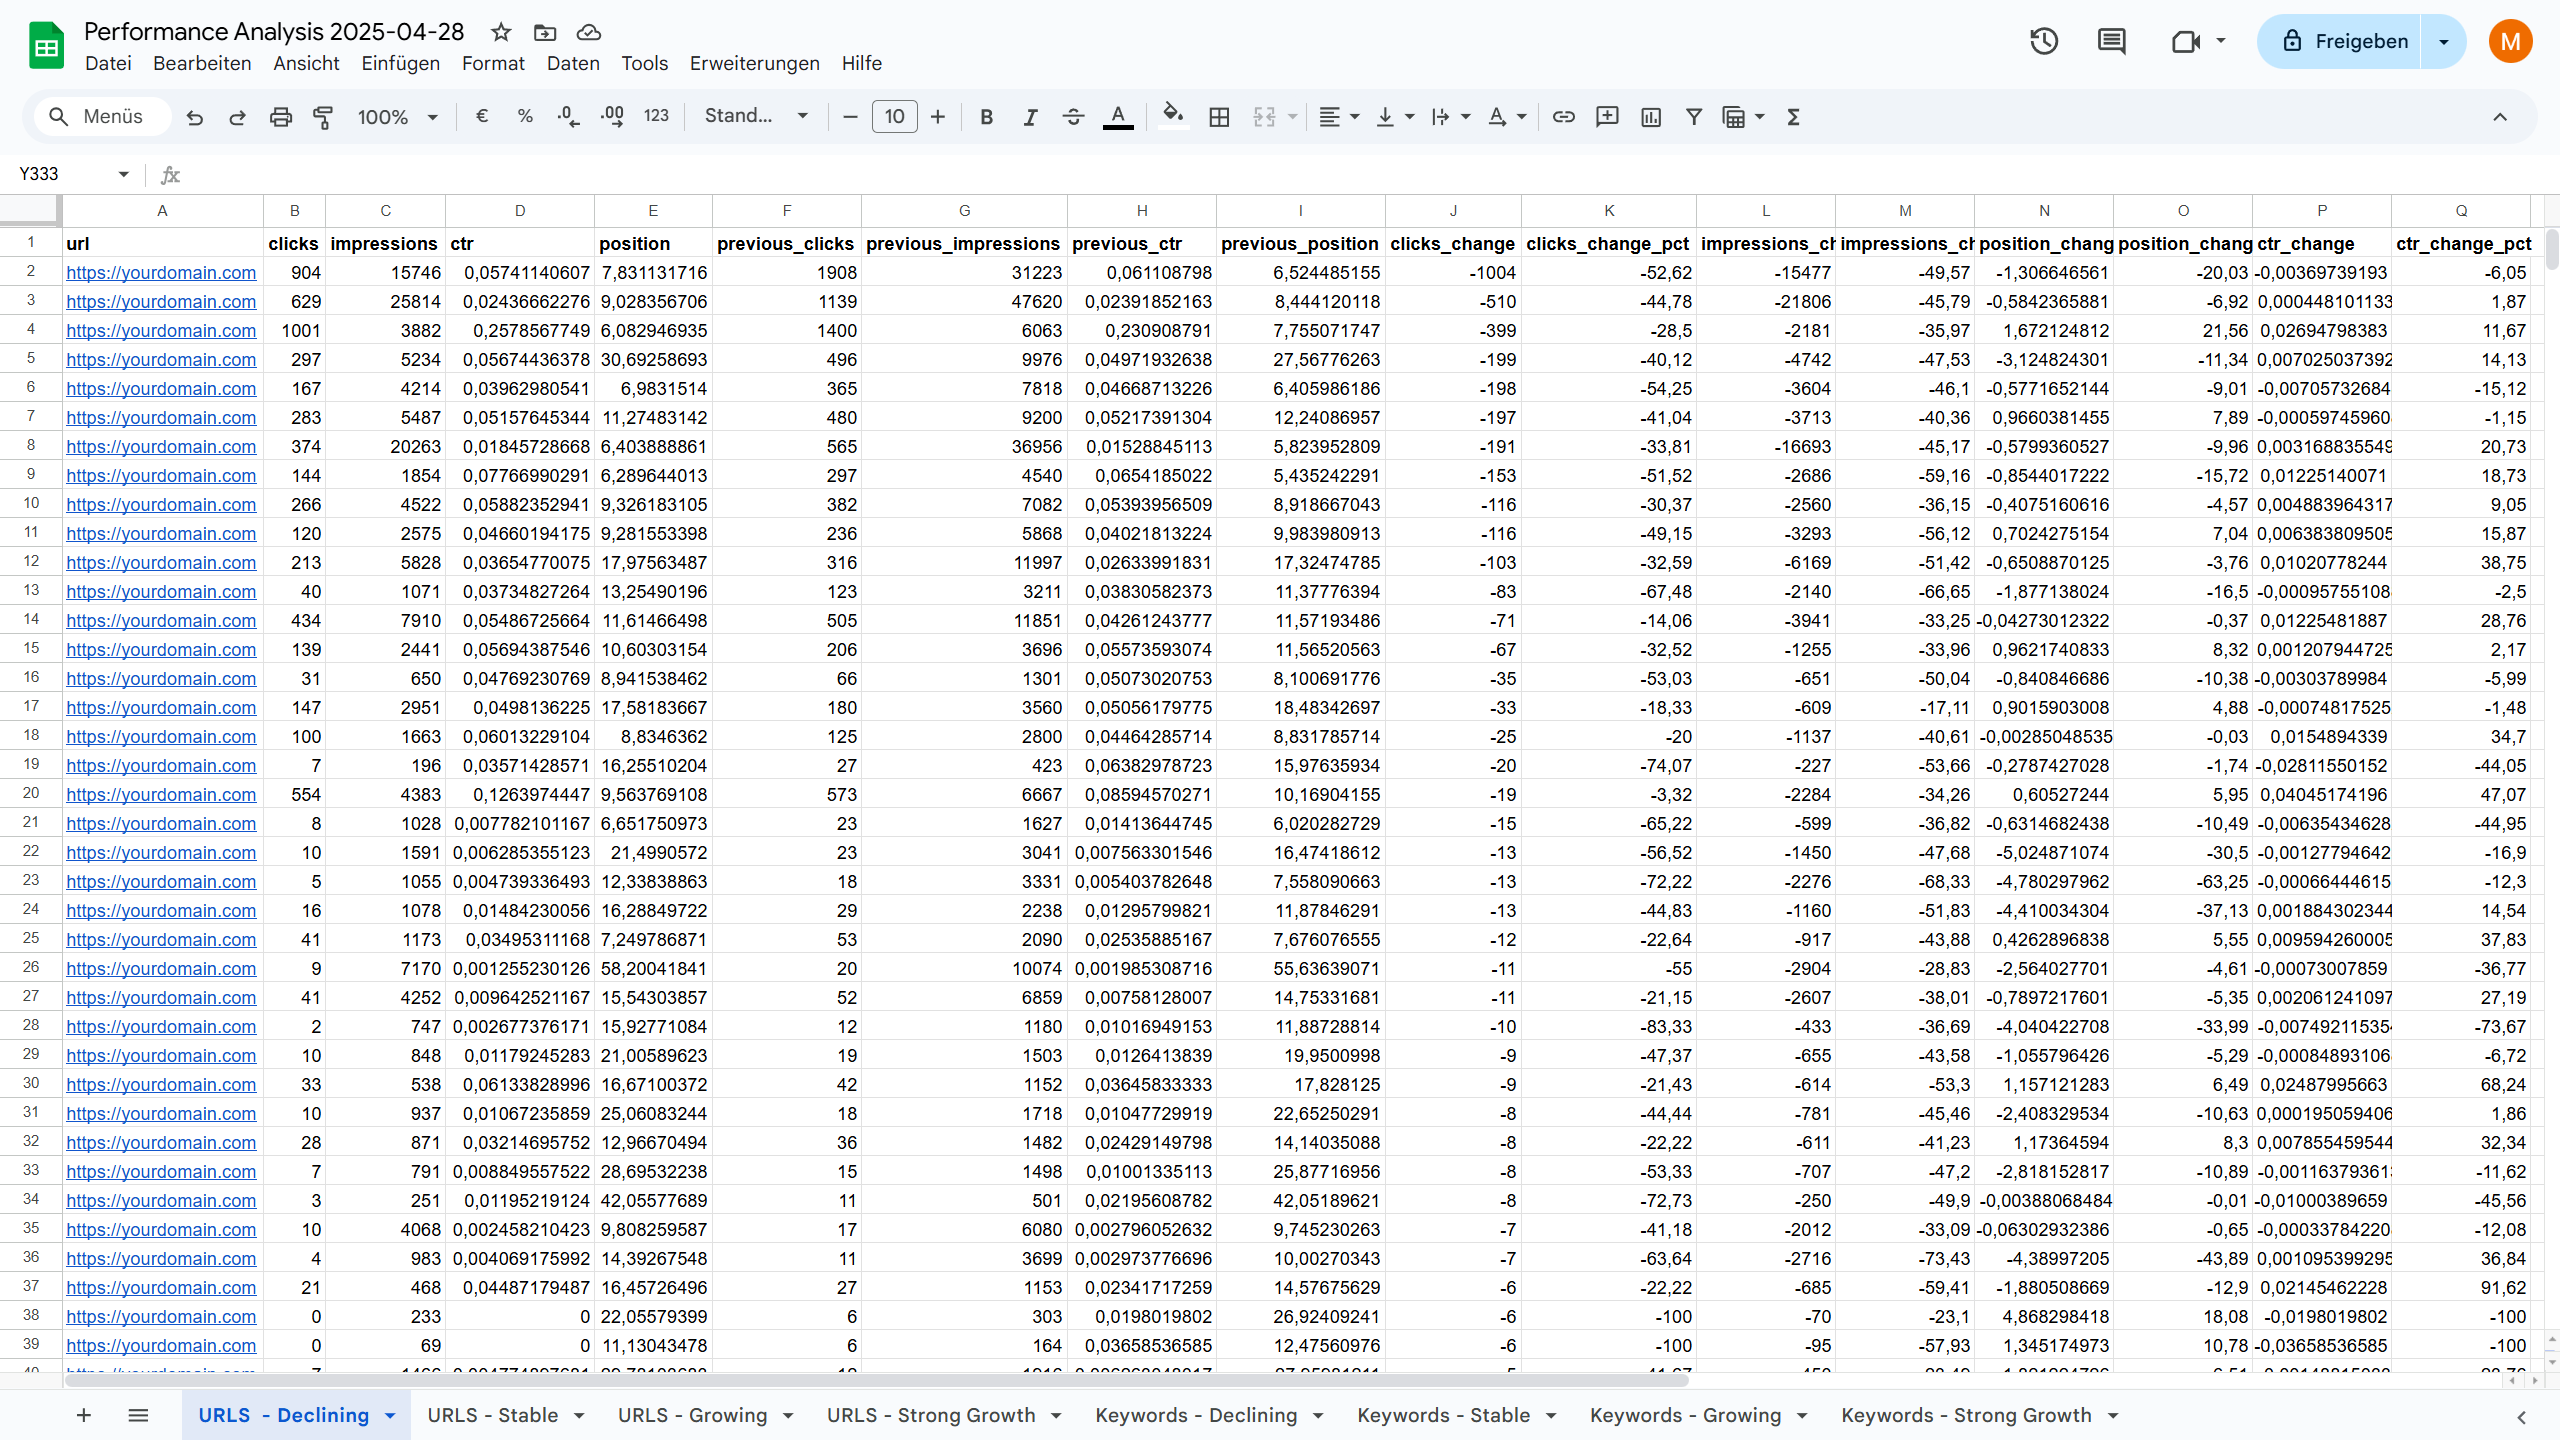 Performance Analysis 2025-04-28
Datei Bearbeiten Ansicht Einfügen Format Daten Tools Erweiterungen Hilfe
Freigeben
M
Menüs 100% € % .0 .00 123 Stand... 10 B I A
Y333 fx
A B C D E F G H I J K L M N O P Q
1 url clicks impressions ctr position previous_clicks previous_impressions previous_ctr previous_position clicks_change clicks_change_pct impressions_ch impressions_ch position_chang position_chang ctr_change ctr_change_pct
2 https://yourdomain.com 904 15746 0,05741140607 7,831131716 1908 31223 0,061108798 6,524485155 -1004 -52,62 -15477 -49,57 -1,306646561 -20,03 -0,00369739193 -6,05
3 https://yourdomain.com 629 25814 0,02436662276 9,028356706 1139 47620 0,02391852163 8,444120118 -510 -44,78 -21806 -45,79 -0,5842365881 -6,92 0,000448101133 1,87
4 https://yourdomain.com 1001 3882 0,2578567749 6,082946935 1400 6063 0,230908791 7,755071747 -399 -28,5 -2181 -35,97 1,672124812 21,56 0,02694798383 11,67
5 https://yourdomain.com 297 5234 0,05674436378 30,69258693 496 9976 0,04971932638 27,56776263 -199 -40,12 -4742 -47,53 -3,124824301 -11,34 0,007025037392 14,13
6 https://yourdomain.com 167 4214 0,03962980541 6,9831514 365 7818 0,04668713226 6,405986186 -198 -54,25 -3604 -46,1 -0,5771652144 -9,01 -0,00705732684 -15,12
7 https://yourdomain.com 283 5487 0,05157645344 11,27483142 480 9200 0,05217391304 12,24086957 -197 -41,04 -3713 -40,36 0,9660381455 7,89 -0,00059745960 -1,15
8 https://yourdomain.com 374 20263 0,01845728668 6,403888861 565 36956 0,01528845113 5,823952809 -191 -33,81 -16693 -45,17 -0,5799360527 -9,96 0,003168835549 20,73
9 https://yourdomain.com 144 1854 0,07766990291 6,289644013 297 4540 0,0654185022 5,435242291 -153 -51,52 -2686 -59,16 -0,8544017222 -15,72 0,01225140071 18,73
10 https://yourdomain.com 266 4522 0,05882352941 9,326183105 382 7082 0,05393956509 8,918667043 -116 -30,37 -2560 -36,15 -0,4075160616 -4,57 0,004883964317 9,05
11 https://yourdomain.com 120 2575 0,04660194175 9,281553398 236 5868 0,04021813224 9,983980913 -116 -49,15 -3293 -56,12 0,7024275154 7,04 0,006383809505 15,87
12 https://yourdomain.com 213 5828 0,03654770075 17,97563487 316 11997 0,02633991831 17,32474785 -103 -32,59 -6169 -51,42 -0,6508870125 -3,76 0,01020778244 38,75
13 https://yourdomain.com 40 1071 0,03734827264 13,25490196 123 3211 0,03830582373 11,37776394 -83 -67,48 -2140 -66,65 -1,877138024 -16,5 -0,00095755108 -2,5
14 https://yourdomain.com 434 7910 0,05486725664 11,61466498 505 11851 0,04261243777 11,57193486 -71 -14,06 -3941 -33,25 -0,04273012322 -0,37 0,01225481887 28,76
15 https://yourdomain.com 139 2441 0,05694387546 10,60303154 206 3696 0,05573593074 11,56520563 -67 -32,52 -1255 -33,96 0,9621740833 8,32 0,001207944725 2,17
16 https://yourdomain.com 31 650 0,04769230769 8,941538462 66 1301 0,05073020753 8,100691776 -35 -53,03 -651 -50,04 -0,840846686 -10,38 -0,00303789984 -5,99
17 https://yourdomain.com 147 2951 0,0498136225 17,58183667 180 3560 0,05056179775 18,48342697 -33 -18,33 -609 -17,11 0,9015903008 4,88 -0,00074817525 -1,48
18 https://yourdomain.com 100 1663 0,06013229104 8,8346362 125 2800 0,04464285714 8,831785714 -25 -20 -1137 -40,61 -0,00285048535 -0,03 0,0154894339 34,7
19 https://yourdomain.com 7 196 0,03571428571 16,25510204 27 423 0,06382978723 15,97635934 -20 -74,07 -227 -53,66 -0,2787427028 -1,74 -0,02811550152 -44,05
20 https://yourdomain.com 554 4383 0,1263974447 9,563769108 573 6667 0,08594570271 10,16904155 -19 -3,32 -2284 -34,26 0,60527244 5,95 0,04045174196 47,07
21 https://yourdomain.com 8 1028 0,007782101167 6,651750973 23 1627 0,01413644745 6,020282729 -15 -65,22 -599 -36,82 -0,6314682438 -10,49 -0,00635434628 -44,95
22 https://yourdomain.com 10 1591 0,006285355123 21,4990572 23 3041 0,007563301546 16,47418612 -13 -56,52 -1450 -47,68 -5,024871074 -30,5 -0,00127794642 -16,9
23 https://yourdomain.com 5 1055 0,004739336493 12,33838863 18 3331 0,005403782648 7,558090663 -13 -72,22 -2276 -68,33 -4,780297962 -63,25 -0,00066444615 -12,3
24 https://yourdomain.com 16 1078 0,01484230056 16,28849722 29 2238 0,01295799821 11,87846291 -13 -44,83 -1160 -51,83 -4,410034304 -37,13 0,001884302344 14,54
25 https://yourdomain.com 41 1173 0,03495311168 7,249786871 53 2090 0,02535885167 7,676076555 -12 -22,64 -917 -43,88 0,4262896838 5,55 0,009594260005 37,83
26 https://yourdomain.com 9 7170 0,001255230126 58,20041841 20 10074 0,001985308716 55,63639071 -11 -55 -2904 -28,83 -2,564027701 -4,61 -0,00073007859 -36,77
27 https://yourdomain.com 41 4252 0,009642521167 15,54303857 52 6859 0,00758128007 14,75331681 -11 -21,15 -2607 -38,01 -0,7897217601 -5,35 0,002061241097 27,19
28 https://yourdomain.com 2 747 0,002677376171 15,92771084 12 1180 0,01016949153 11,88728814 -10 -83,33 -433 -36,69 -4,040422708 -33,99 -0,007492115354 -73,67
29 https://yourdomain.com 10 848 0,01179245283 21,00589623 19 1503 0,0126413839 19,9500998 -9 -47,37 -655 -43,58 -1,055796426 -5,29 -0,00084893106 -6,72
30 https://yourdomain.com 33 538 0,06133828996 16,67100372 42 1152 0,03645833333 17,828125 -9 -21,43 -614 -53,3 1,157121283 6,49 0,02487995663 68,24
31 https://yourdomain.com 10 937 0,01067235859 25,06083244 18 1718 0,01047729919 22,65250291 -8 -44,44 -781 -45,46 -2,408329534 -10,63 0,000195059406 1,86
32 https://yourdomain.com 28 871 0,03214695752 12,96670494 36 1482 0,02429149798 14,14035088 -8 -22,22 -611 -41,23 1,17364594 8,3 0,007855459544 32,34
33 https://yourdomain.com 7 791 0,008849557522 28,69532238 15 1498 0,01001335113 25,87716956 -8 -53,33 -707 -47,2 -2,818152817 -10,89 -0,00116379361 -11,62
34 https://yourdomain.com 3 251 0,01195219124 42,05577689 11 501 0,02195608782 42,05189621 -8 -72,73 -250 -49,9 -0,00388068484 -0,01 -0,01000389659 -45,56
35 https://yourdomain.com 10 4068 0,002458210423 9,808259587 17 6080 0,002796052632 9,745230263 -7 -41,18 -2012 -33,09 -0,06302932386 -0,65 -0,00033784220 -12,08
36 https://yourdomain.com 4 983 0,004069175992 14,39267548 11 3699 0,002973776696 10,00270343 -7 -63,64 -2716 -73,43 -4,38997205 -43,89 0,001095399295 36,84
37 https://yourdomain.com 21 468 0,04487179487 16,45726496 27 1153 0,02341717259 14,57675629 -6 -22,22 -685 -59,41 -1,880508669 -12,9 0,02145462228 91,62
38 https://yourdomain.com 0 233 0 22,05579399 6 303 0,0198019802 26,92409241 -6 -100 -70 -23,1 4,868298418 18,08 -0,0198019802 -100
39 https://yourdomain.com 0 69 0 11,13043478 6 164 0,03658536585 12,47560976 -6 -100 -95 -57,93 1,345174973 10,78 -0,03658536585 -100
URLS - Declining URLS - Stable URLS - Growing URLS - Strong Growth Keywords - Declining Keywords - Stable Keywords - Growing Keywords - Strong Growth